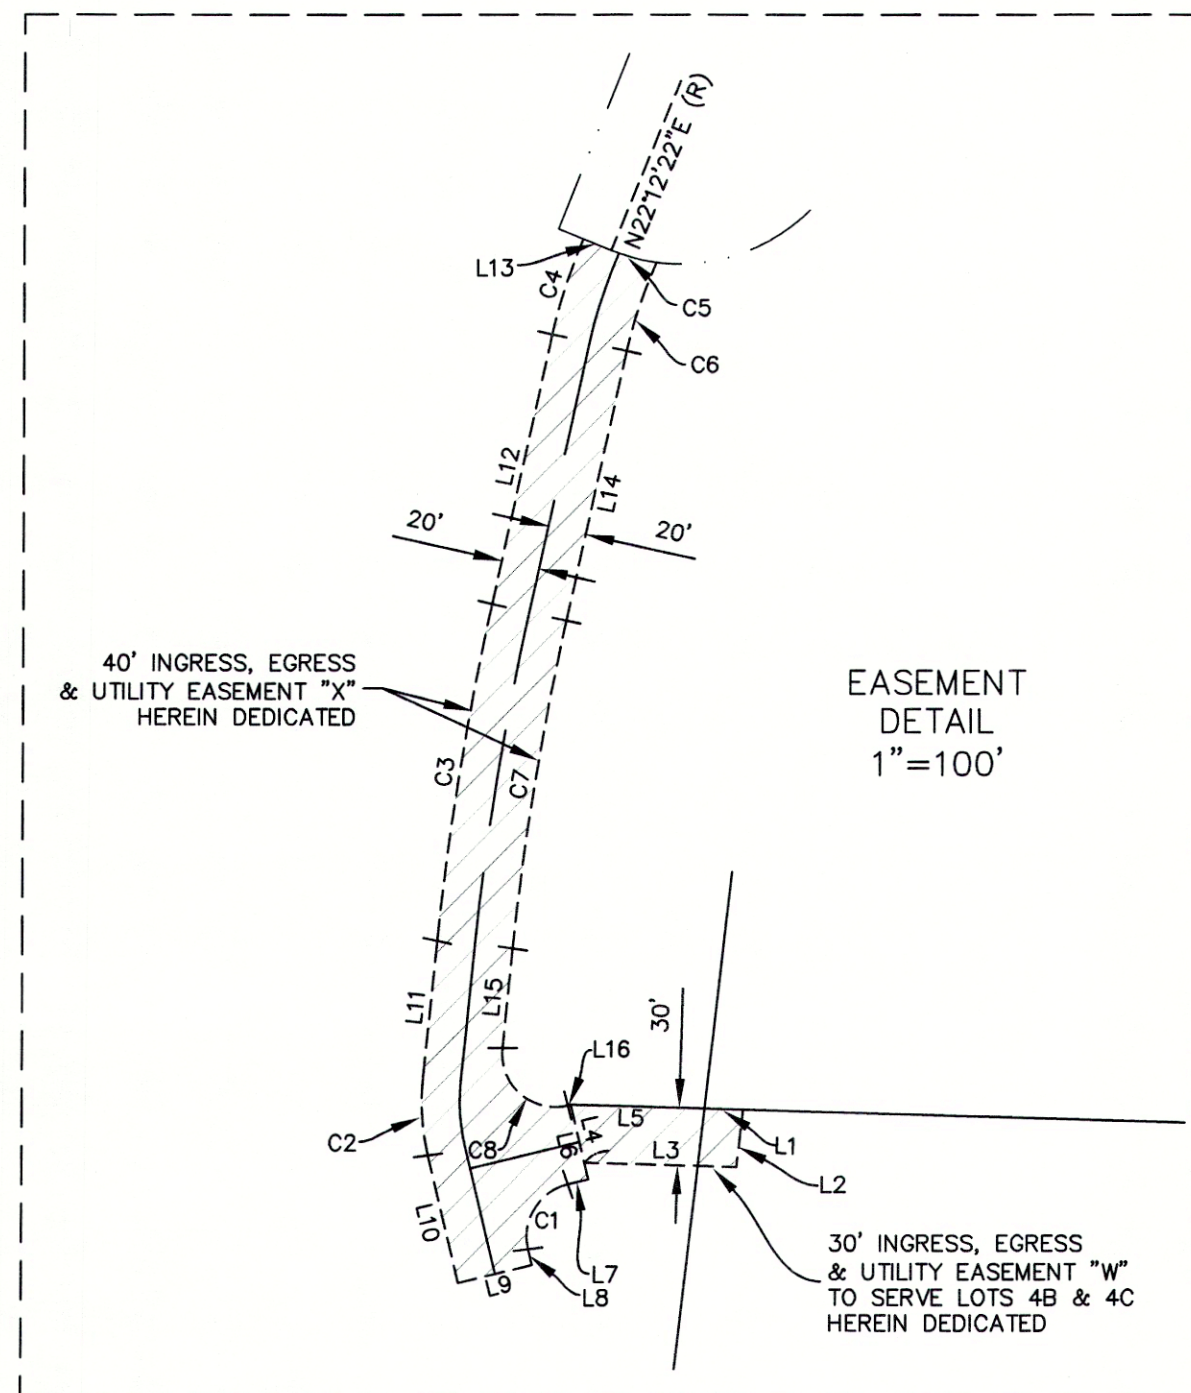 N22°12'22"E (R)
L13
C4
C5
C6
L12
L14
20'
20'
40' INGRESS, EGRESS
& UTILITY EASEMENT "X"
HEREIN DEDICATED
EASEMENT
DETAIL
1"=100'
C3
C7
L11
L15
30'
L16
L5
C2
C8
L6
L4
L3
L1
L2
L10
C1
L7
L9
L8
30' INGRESS, EGRESS
& UTILITY EASEMENT "W"
TO SERVE LOTS 4B & 4C
HEREIN DEDICATED